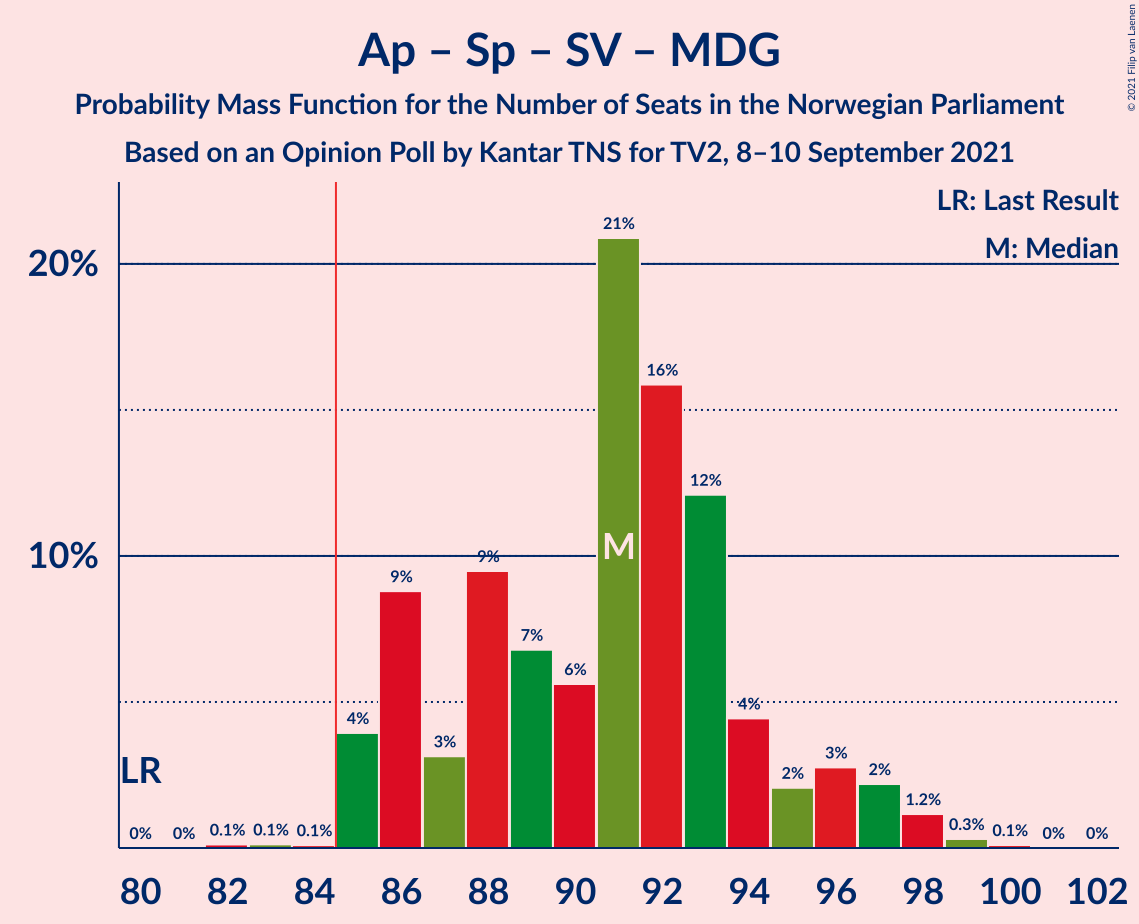 Ap – Sp – SV – MDG
Probability Mass Function for the Number of Seats in the Norwegian Parliament
Based on an Opinion Poll by Kantar TNS for TV2, 8–10 September 2021
© 2021 Filip van Laenen
LR: Last Result
M: Median
20%
10%
21%
16%
12%
9%
9%
7%
6%
4%
4%
3%
3%
2%
2%
1.2%
0.3%
0.1%
0% 0% 0.1% 0.1% 0.1%
0% 0%
M
LR
80 82 84 86 88 90 92 94 96 98 100 102